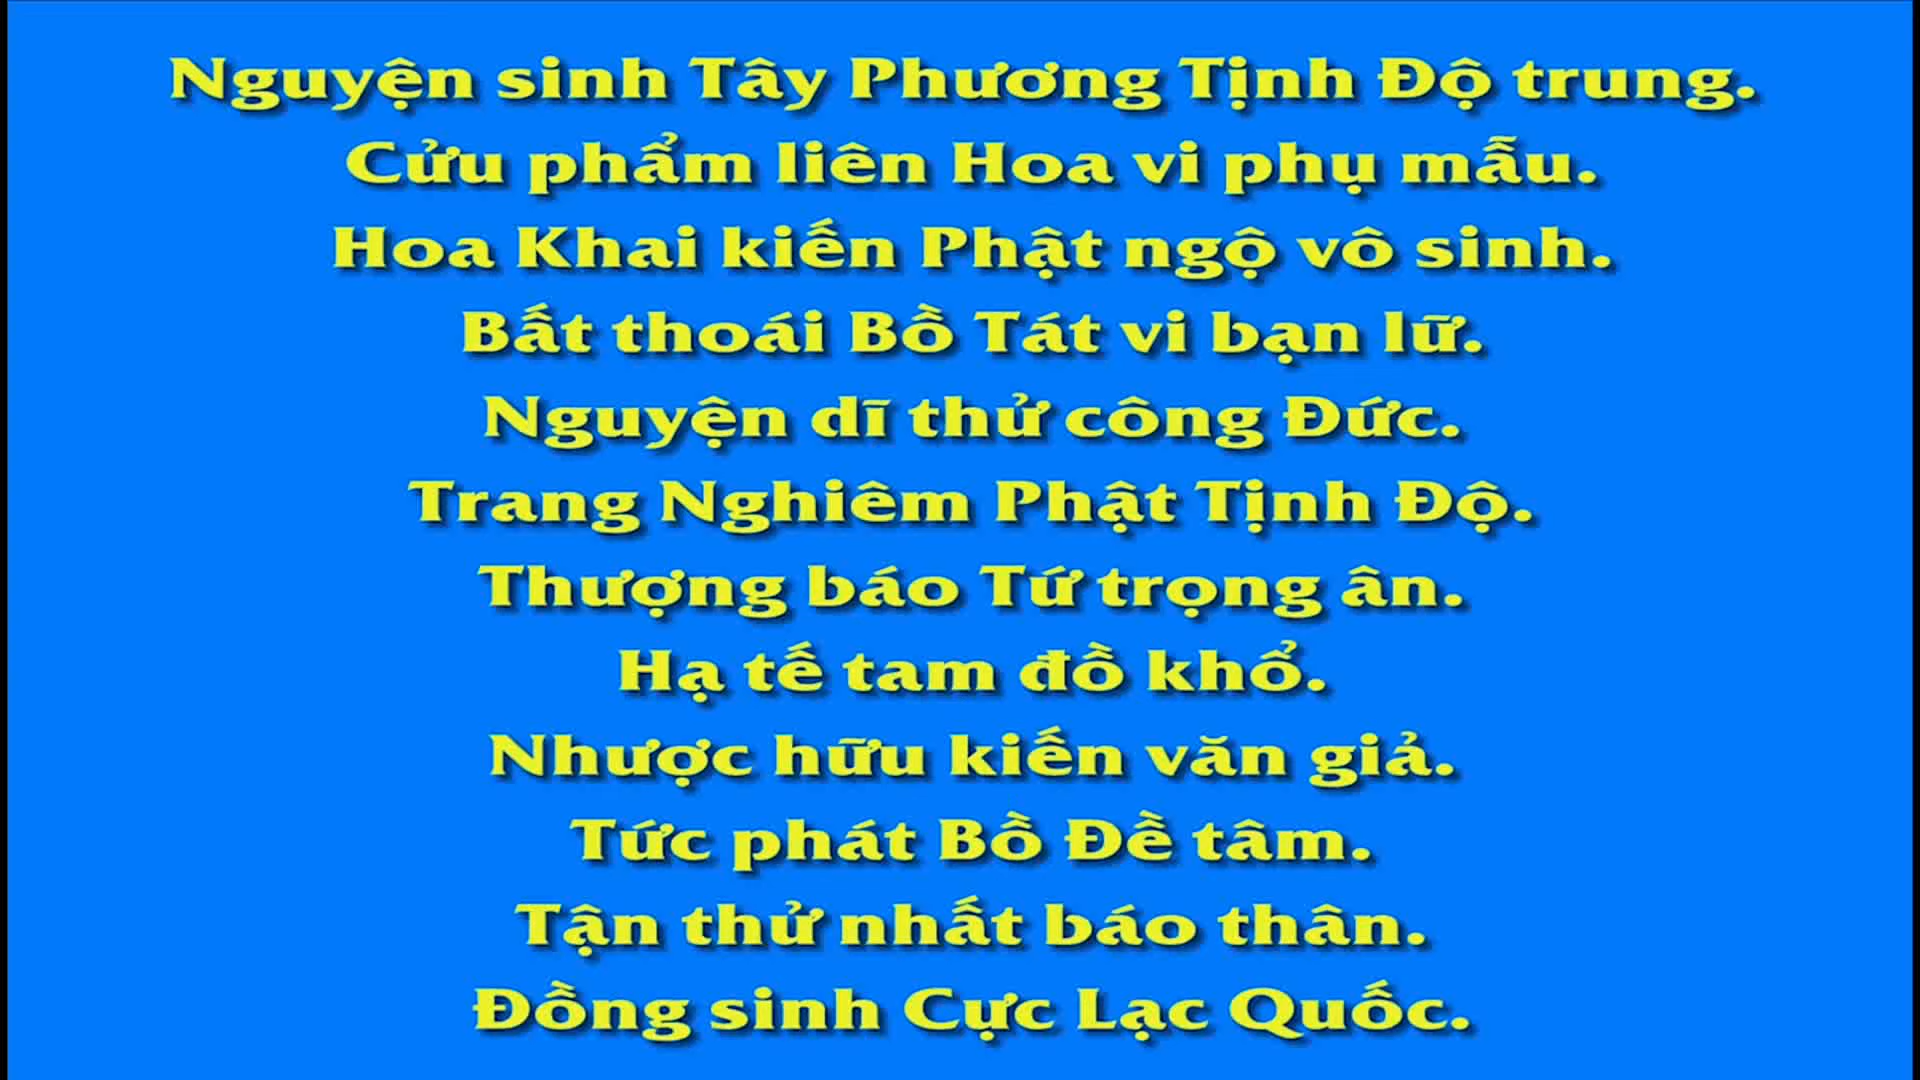 Nguyện sinh Tây Phương Tịnh Độ trung.
Cửu phẩm liên Hoa vi phụ mẫu.
Hoa Khai kiến Phật ngộ vô sinh.
Bất thoái Bồ Tát vi bạn lữ.
Nguyện dĩ thử công Đức.
Trang Nghiêm Phật Tịnh Độ.
Thượng báo Tứ trọng ân.
Hạ tế tam đồ khổ.
Nhược hữu kiến văn giả.
Tức phát Bồ Đề tâm.
Tận thử nhất báo thân.
Đồng sinh Cực Lạc Quốc.